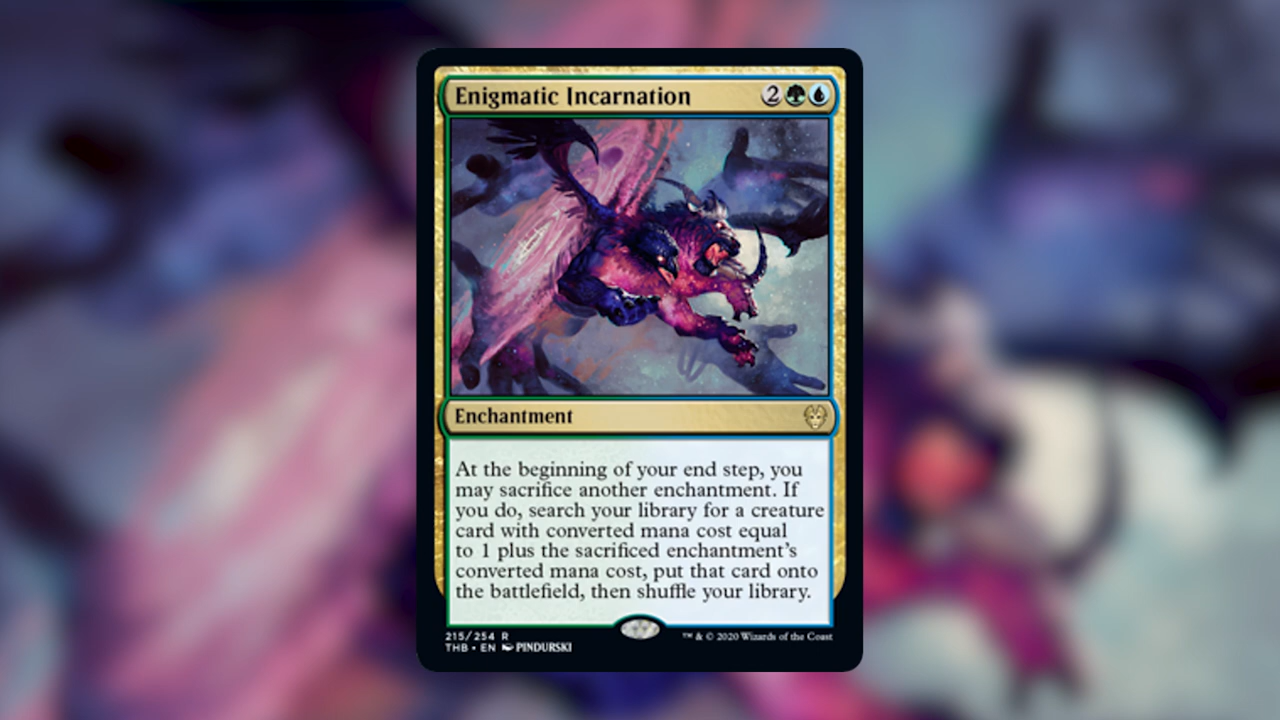 Enigmatic Incarnation 2
Enchantment
At the beginning of your end step, you
may sacrifice another enchantment. If
you do, search your library for a creature
card with converted mana cost equal
to 1 plus the sacrificed enchantment's
converted mana cost, put that card onto
the battlefield, then shuffle your library.
215/254 R
™ & © 2020 Wizards of the Coast
THB • EN PINDURSKI